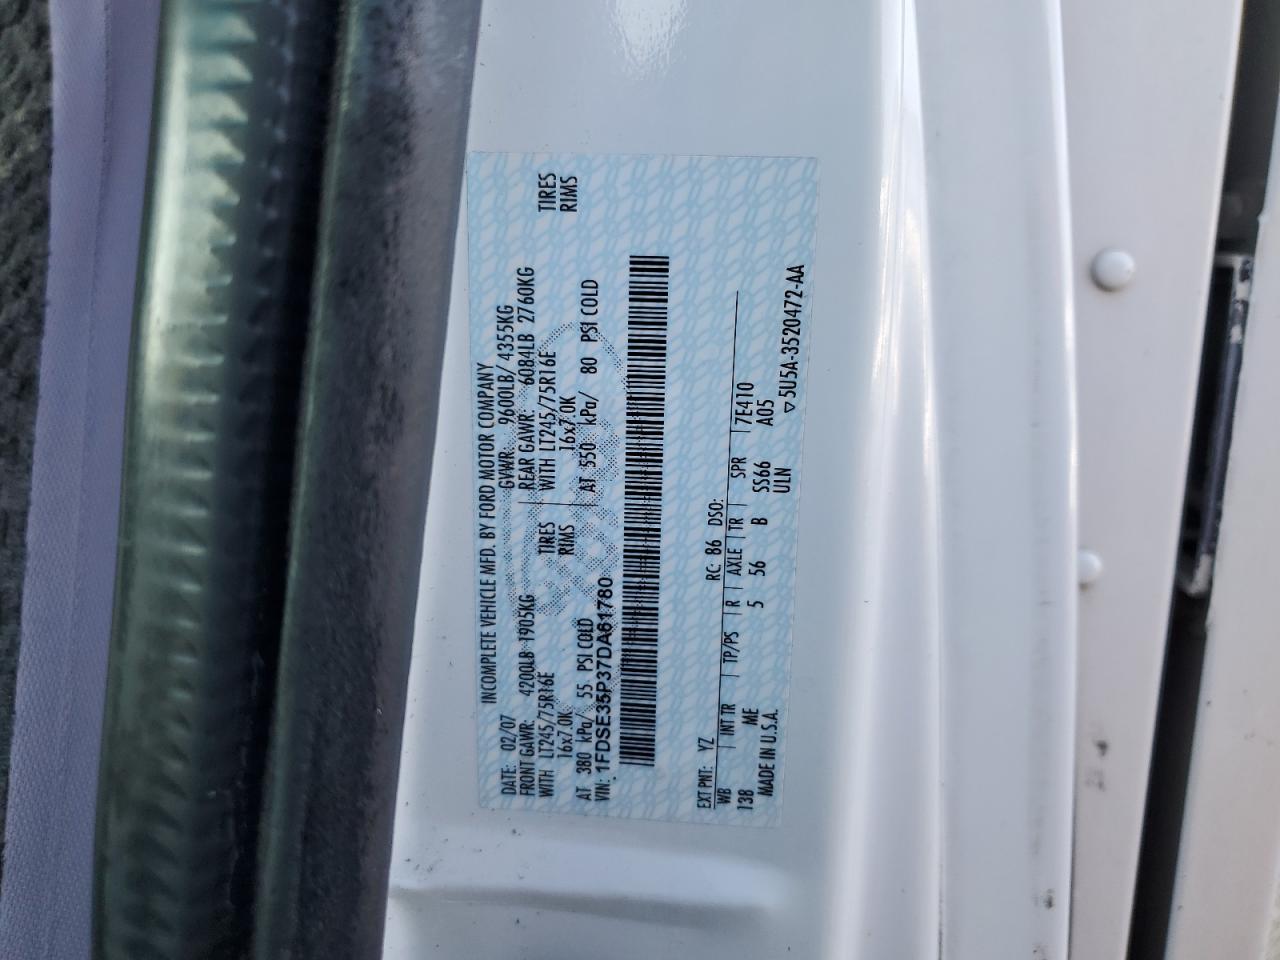 INCOMPLETE VEHICLE MFD. BY FORD MOTOR COMPANY
DATE: 02/07 GVWR: 9600LB/ 4355KG
FRONT GAWR: 4200LB 1905KG REAR GAWR: 6084LB 2760KG
WITH LT245/75R16E TIRES WITH LT245/75R16E TIRES
16x7.0K RIMS 16x7.0K RIMS
AT 380 kPa/ 55 PSI COLD AT 550 kPa/ 80 PSI COLD
VIN: 1FDSE35P37DA61780
EXT PNT: YZ RC: 86 DSO:
WB INT TR TP/PS R AXLE TR SPR 7E410
138 ME 5 56 B SS66 A05
MADE IN U.S.A. ULN
▽5U5A-3520472-AA